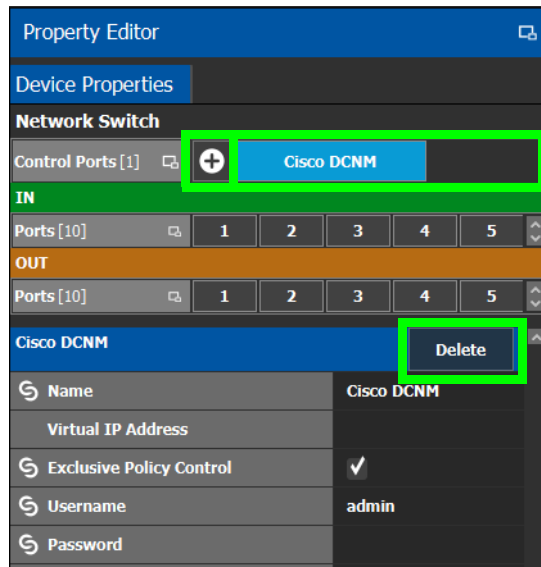 Property Editor
Device Properties
Network Switch
Control Ports [1] Cisco DCNM
IN
Ports [10] 1 2 3 4 5
OUT
Ports [10] 1 2 3 4 5
Cisco DCNM Delete
Name Cisco DCNM
Virtual IP Address
Exclusive Policy Control
Username admin
Password